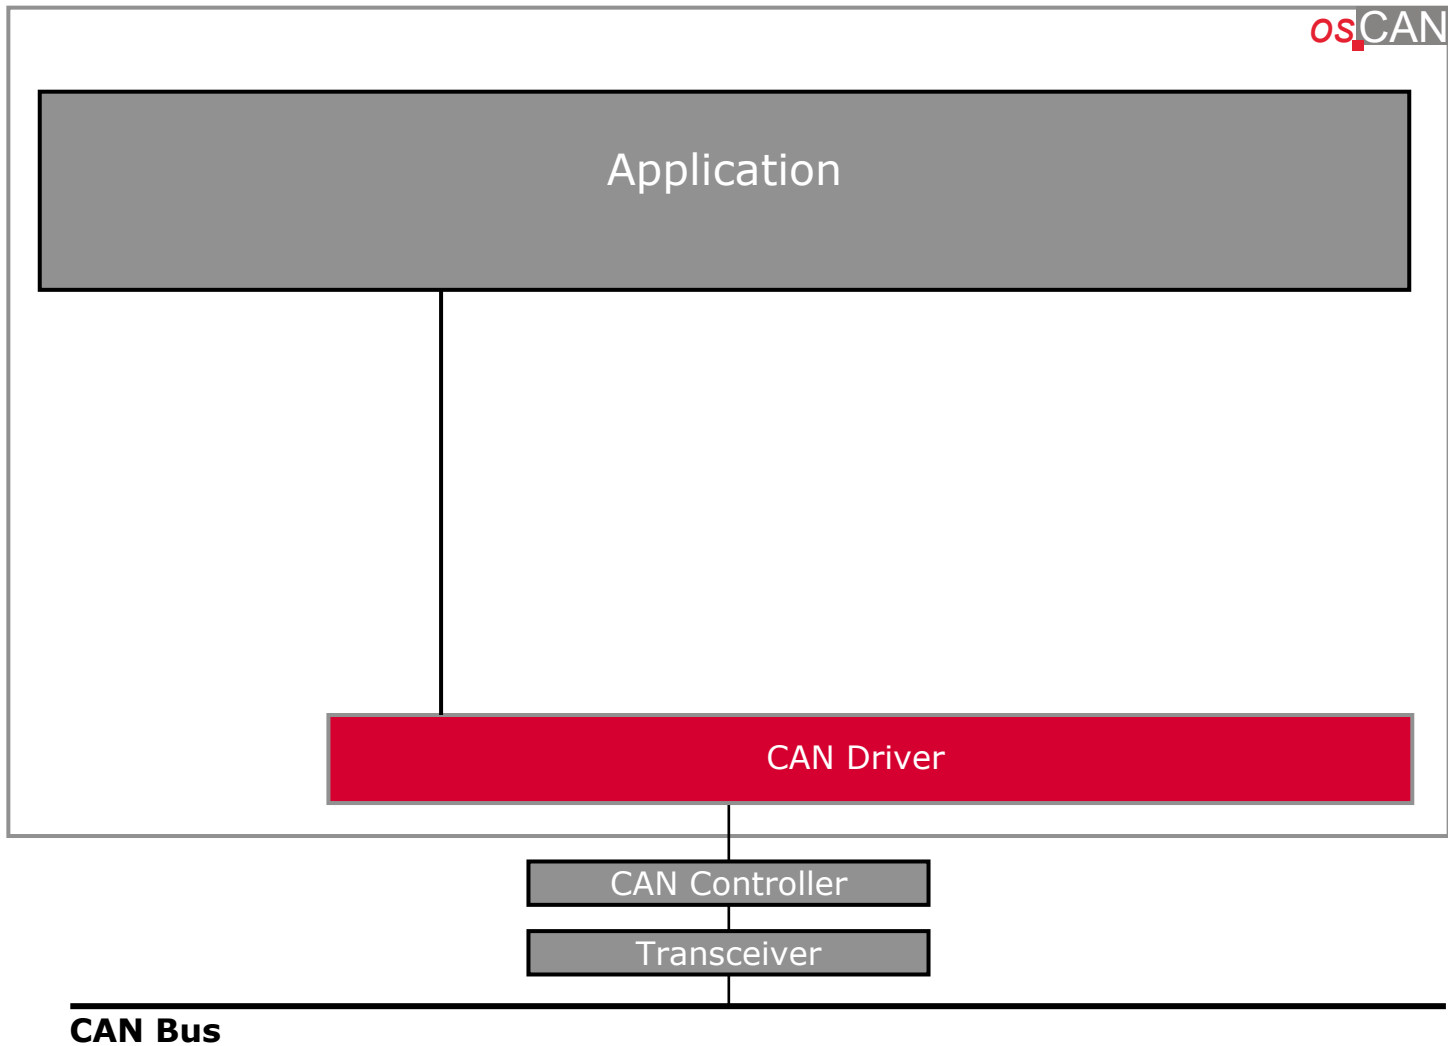 osCAN
Application
CAN Driver
CAN Controller
Transceiver
CAN Bus